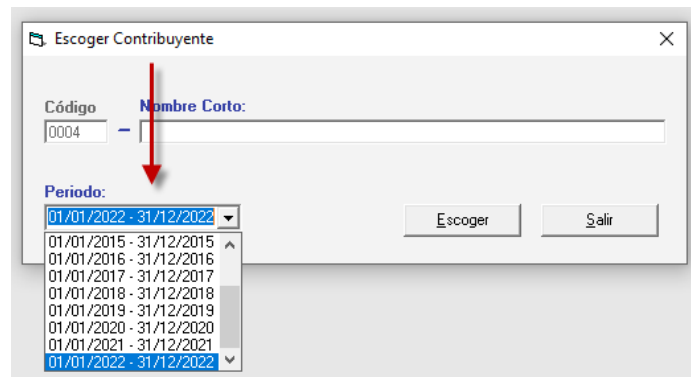 Escoger Contribuyente
Código Nombre Corto:
0004 -
Periodo:
01/01/2022 - 31/12/2022 Escoger Salir
01/01/2015 - 31/12/2015
01/01/2016 - 31/12/2016
01/01/2017 - 31/12/2017
01/01/2018 - 31/12/2018
01/01/2019 - 31/12/2019
01/01/2020 - 31/12/2020
01/01/2021 - 31/12/2021
01/01/2022 - 31/12/2022